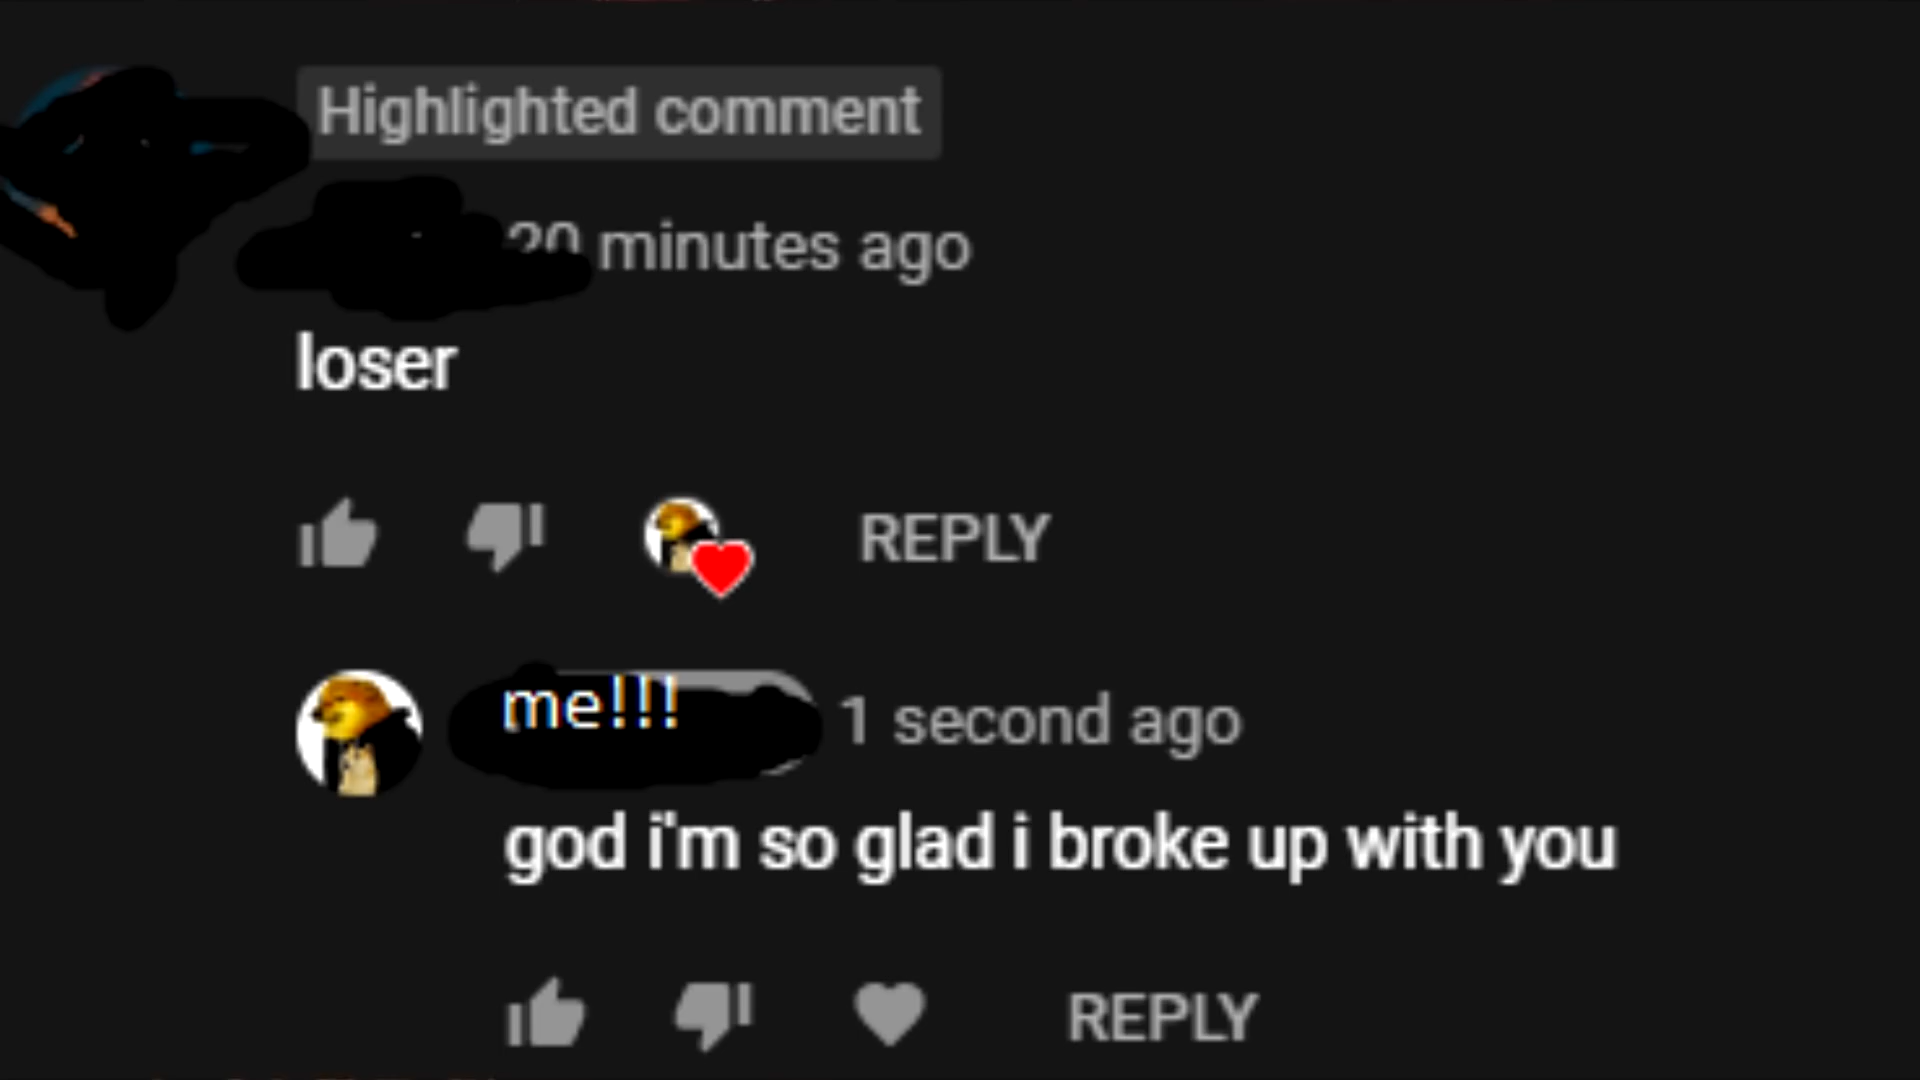 Highlighted comment
20 minutes ago
loser
REPLY
me!!! 1 second ago
god i'm so glad i broke up with you
REPLY